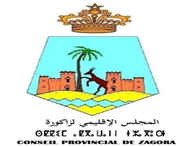 المجلس الإقليمي لزاكورة
CONSEIL PROVINCIAL DE ZAGORA